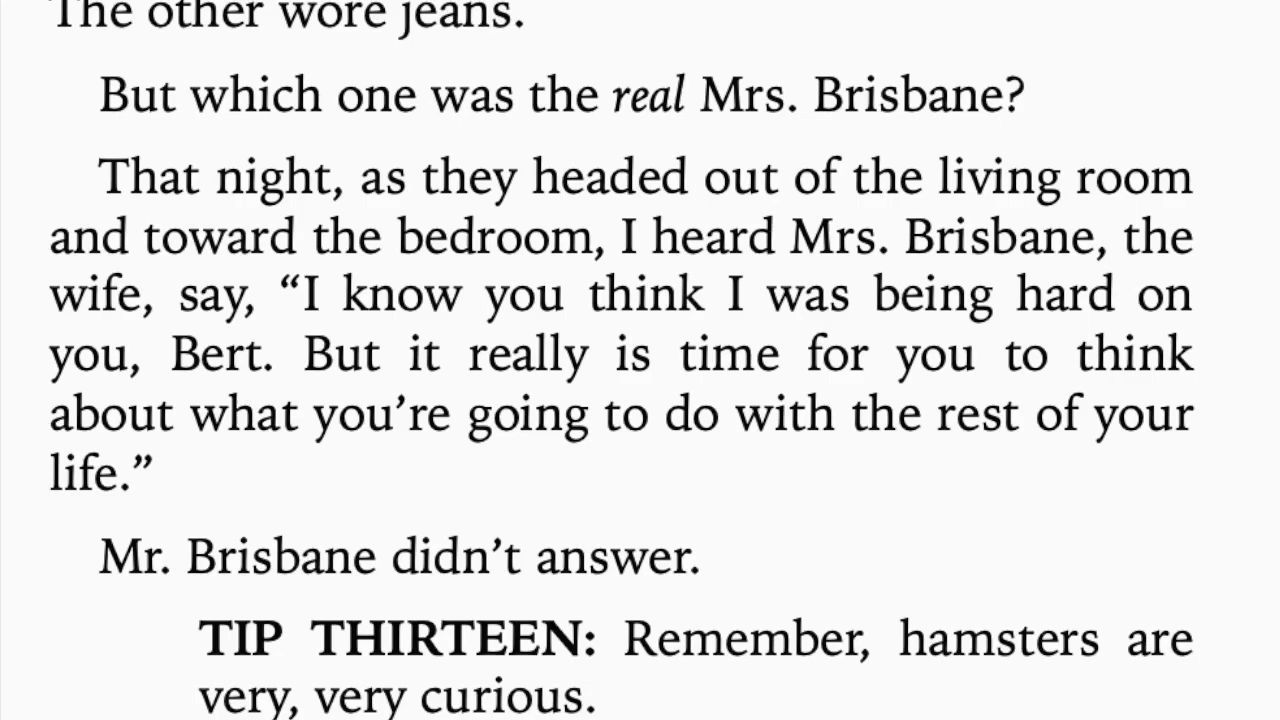 The other wore jeans.
But which one was the real Mrs. Brisbane?
That night, as they headed out of the living room
and toward the bedroom, I heard Mrs. Brisbane, the
wife, say, “I know you think I was being hard on
you, Bert. But it really is time for you to think
about what you’re going to do with the rest of your
life.”
Mr. Brisbane didn’t answer.
TIP THIRTEEN: Remember, hamsters are
very, very curious.